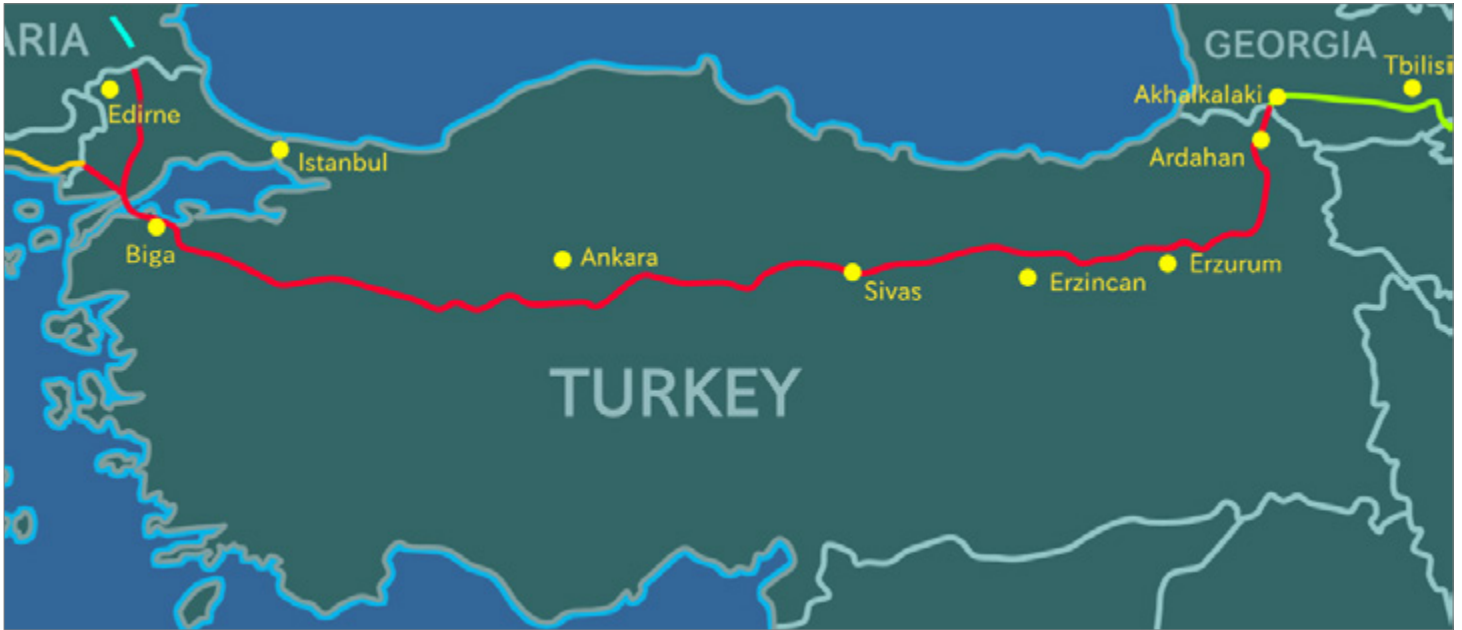 ARIA
GEORGIA
Tbilisi
Edirne
Akhalkalaki
Istanbul
Ardahan
Biga
Ankara
Sivas
Erzincan
Erzurum
TURKEY